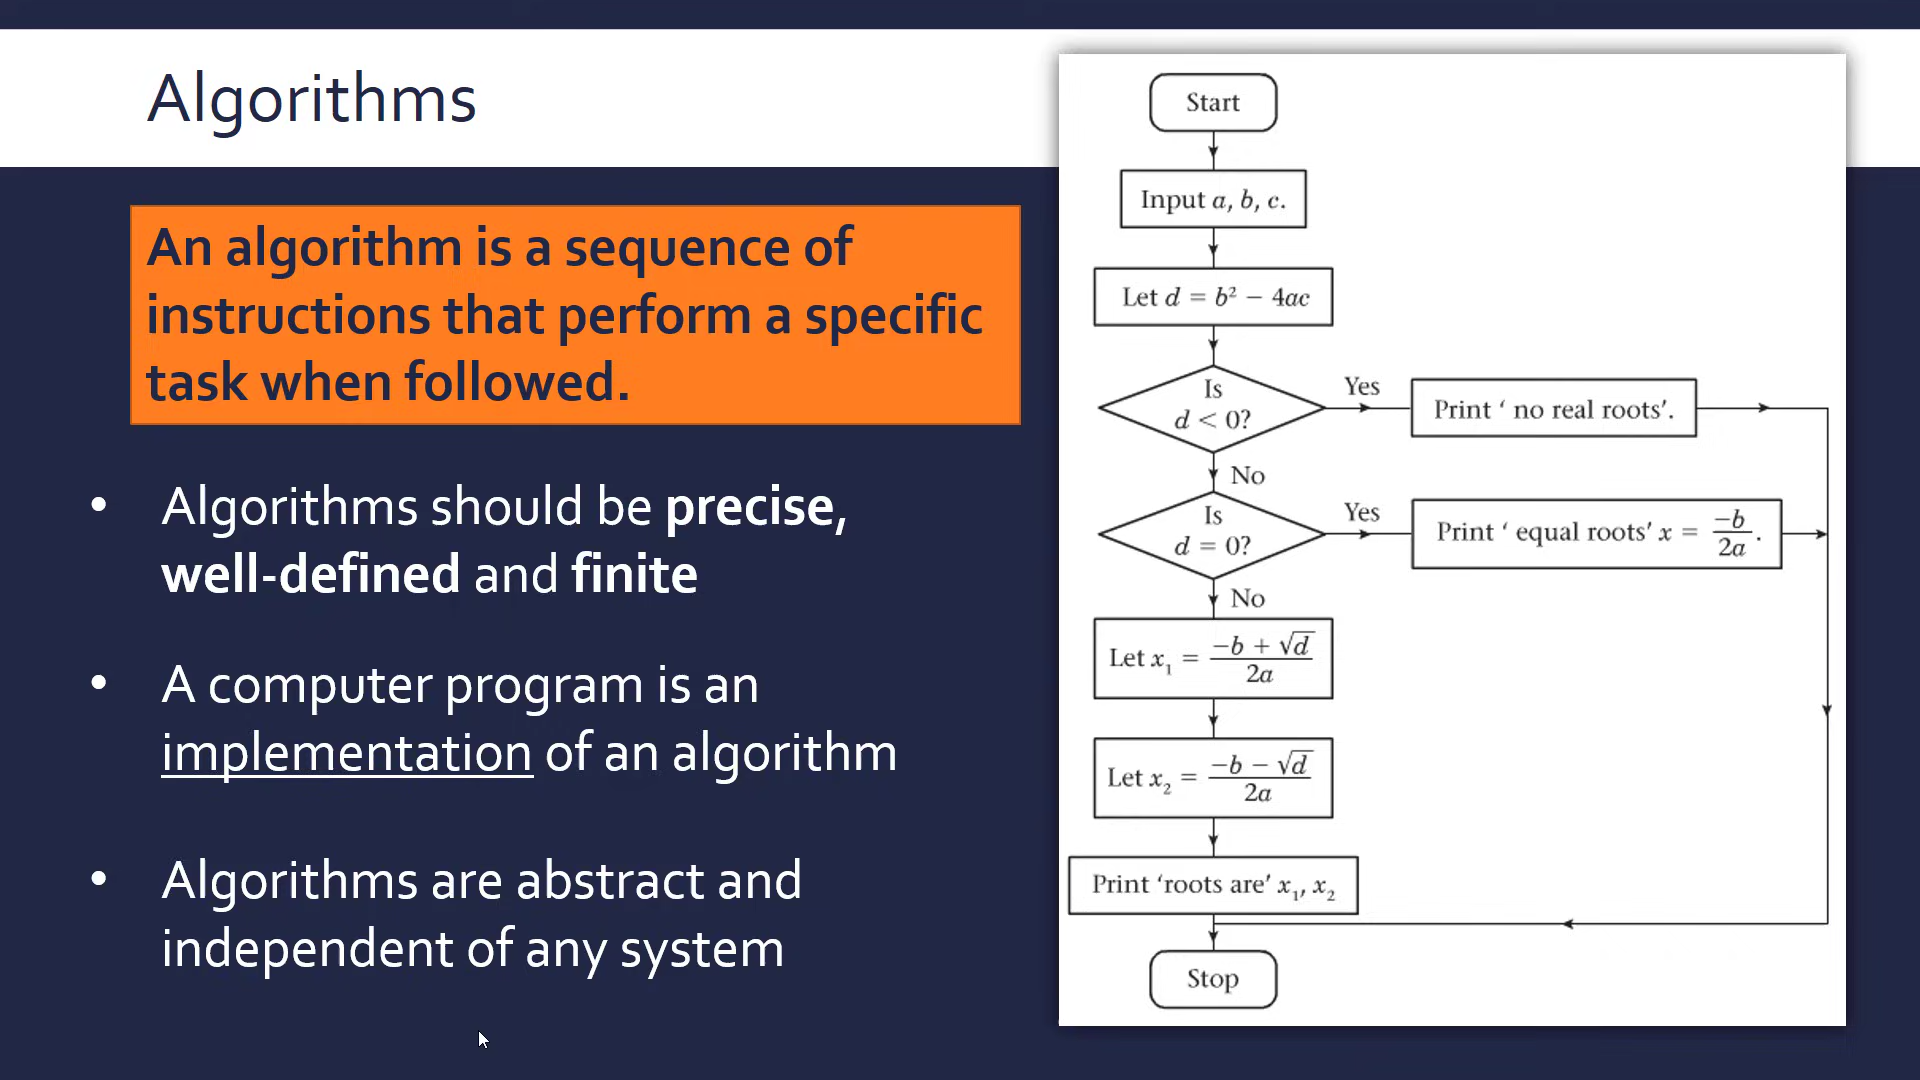 Algorithms
An algorithm is a sequence of
instructions that perform a specific
task when followed.
• Algorithms should be precise,
well-defined and finite
• A computer program is an
implementation of an algorithm
• Algorithms are abstract and
independent of any system
Start
Input a, b, c.
Let d = b² − 4ac
Is
d < 0?
Yes
Print ‘ no real roots’.
No
Is
d = 0?
Yes
Print ‘ equal roots’ x = −b/2a .
No
Let x₁ = (−b + √d)/2a
Let x₂ = (−b − √d)/2a
Print ‘roots are’ x₁, x₂
Stop